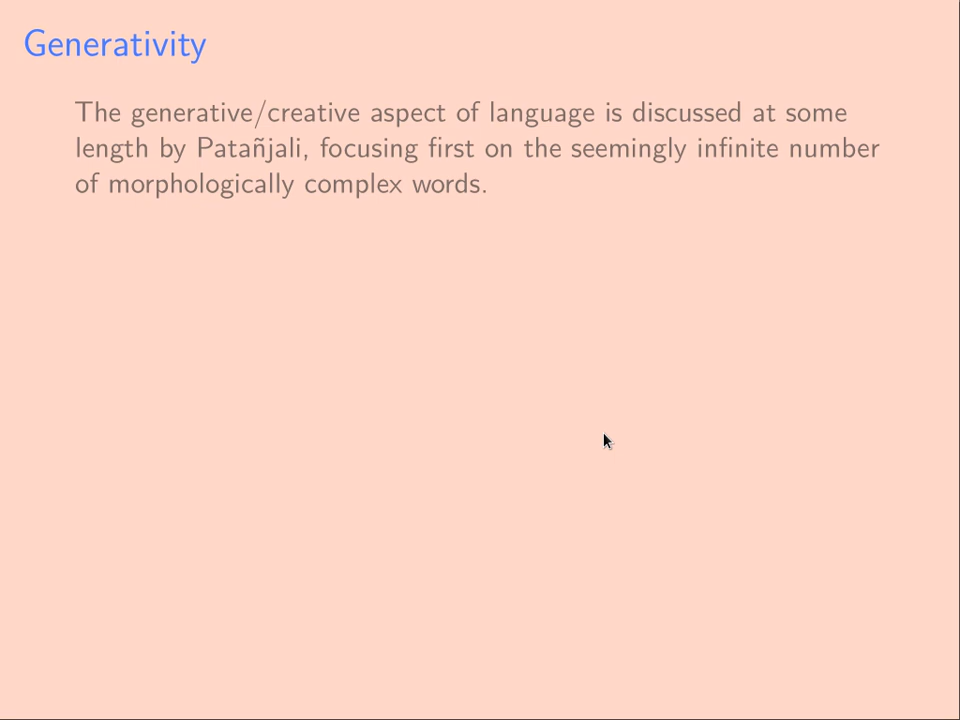 Generativity
The generative/creative aspect of language is discussed at some
length by Patañjali, focusing first on the seemingly infinite number
of morphologically complex words.